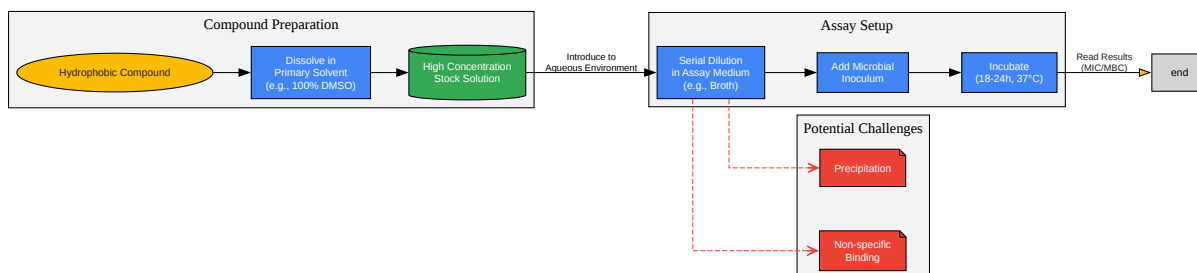 Compound Preparation
Hydrophobic Compound
Dissolve in
Primary Solvent
(e.g., 100% DMSO)
High Concentration
Stock Solution
Introduce to
Aqueous Environment
Assay Setup
Serial Dilution
in Assay Medium
(e.g., Broth)
Add Microbial
Inoculum
Incubate
(18-24h, 37°C)
Read Results
(MIC/MBC)
end
Potential Challenges
Precipitation
Non-specific
Binding